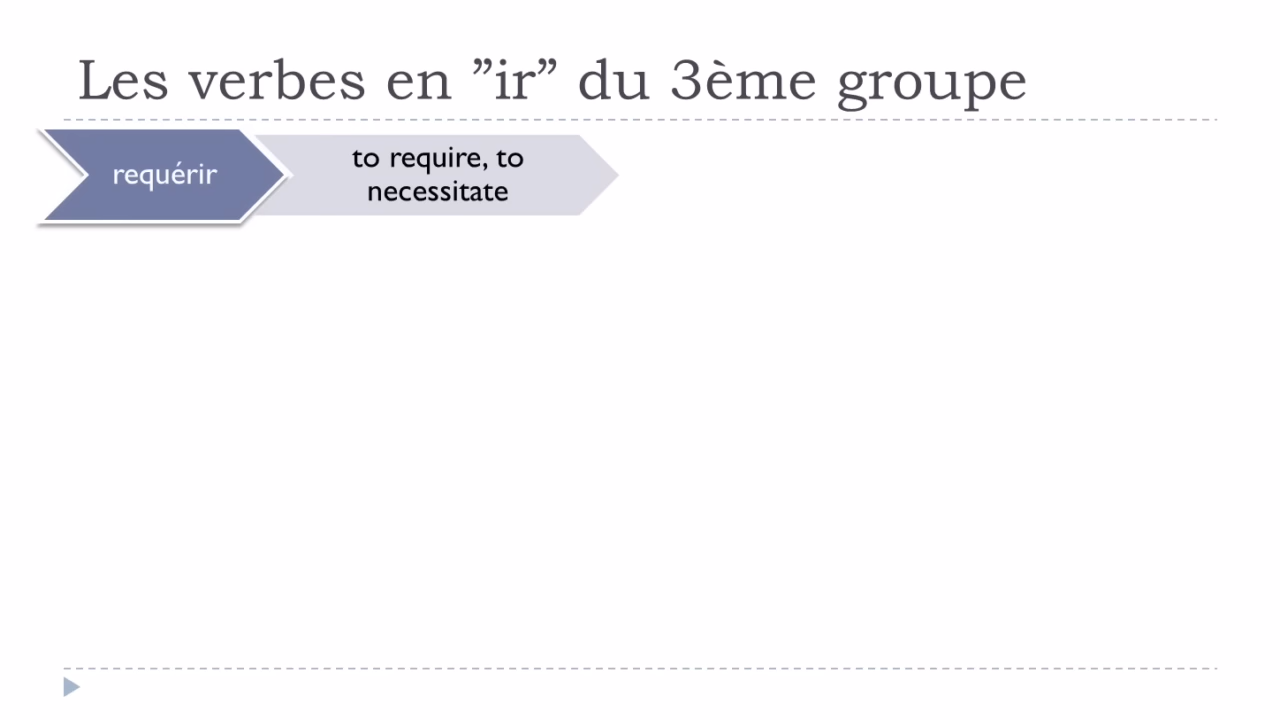 Les verbes en ”ir” du 3ème groupe
requérir
to require, to
necessitate